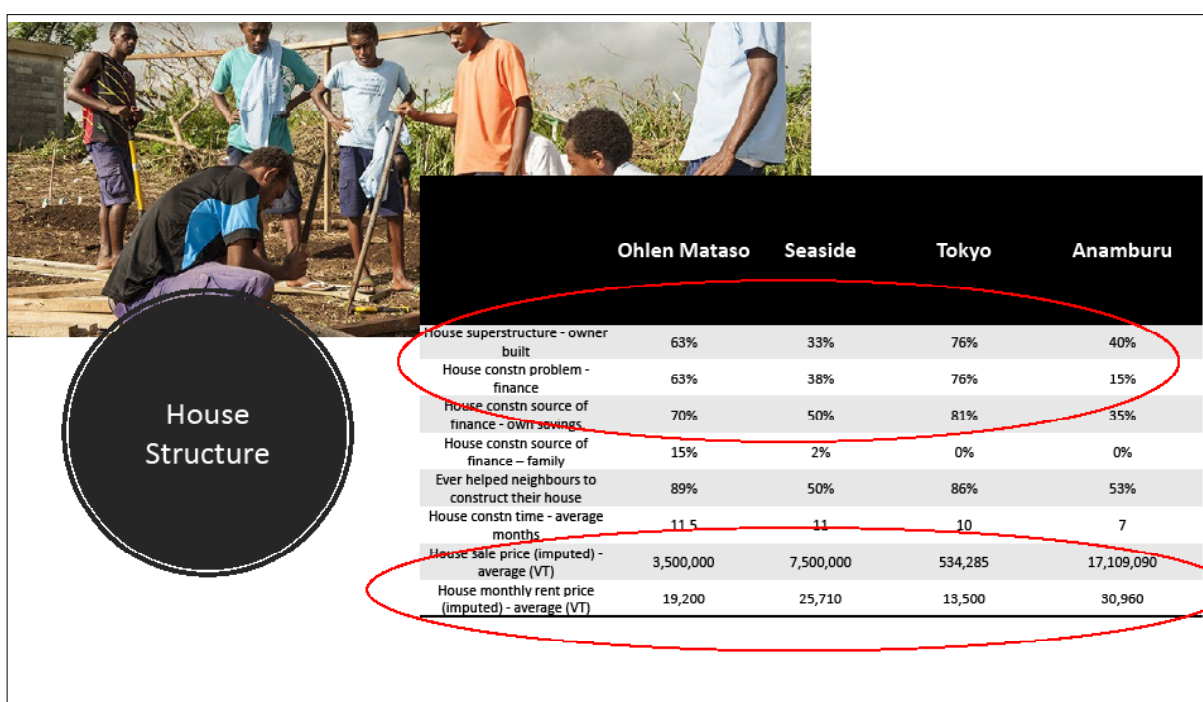 House
Structure
Ohlen Mataso Seaside Tokyo Anamburu
House superstructure - owner
built
63% 33% 76% 40%
House constn problem -
finance
63% 38% 76% 15%
House constn source of
finance - own savings
70% 50% 81% 35%
House constn source of
finance – family
15% 2% 0% 0%
Ever helped neighbours to
construct their house
89% 50% 86% 53%
House constn time - average
months
11.5 11 10 7
House sale price (imputed) -
average (VT)
3,500,000 7,500,000 534,285 17,109,090
House monthly rent price
(imputed) - average (VT)
19,200 25,710 13,500 30,960